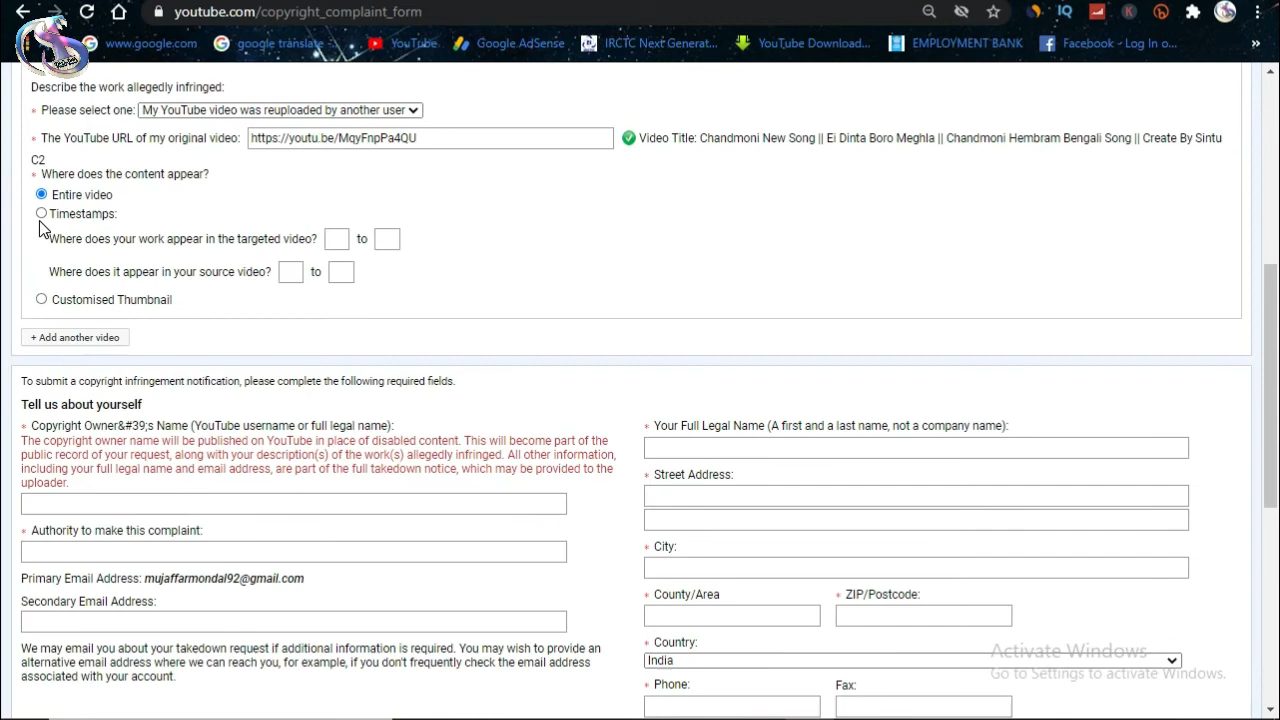 youtube.com/copyright_complaint_form
www.google.com
google translate -...
YouTube
Google AdSense
IRCTC Next Generat...
YouTube Download...
EMPLOYMENT BANK
Facebook - Log In o...
»
Describe the work allegedly infringed:
* Please select one: My YouTube video was reuploaded by another user
* The YouTube URL of my original video: https://youtu.be/MqyFnpPa4QU Video Title: Chandmoni New Song || Ei Dinta Boro Meghla || Chandmoni Hembram Bengali Song || Create By Sintu
C2
* Where does the content appear?
Entire video
Timestamps:
Where does your work appear in the targeted video? to
Where does it appear in your source video? to
Customised Thumbnail
+ Add another video
To submit a copyright infringement notification, please complete the following required fields.
Tell us about yourself
* Copyright Owner&#39;s Name (YouTube username or full legal name):
The copyright owner name will be published on YouTube in place of disabled content. This will become part of the
public record of your request, along with your description(s) of the work(s) allegedly infringed. All other information,
including your full legal name and email address, are part of the full takedown notice, which may be provided to the
uploader.
* Authority to make this complaint:
Primary Email Address: mujaffarmondal92@gmail.com
Secondary Email Address:
We may email you about your takedown request if additional information is required. You may wish to provide an
alternative email address where we can reach you, for example, if you don't frequently check the email address
associated with your account.
* Your Full Legal Name (A first and a last name, not a company name):
* Street Address:
* City:
* County/Area
* ZIP/Postcode:
* Country:
India
* Phone:
Fax:
Activate Windows
Go to Settings to activate Windows.